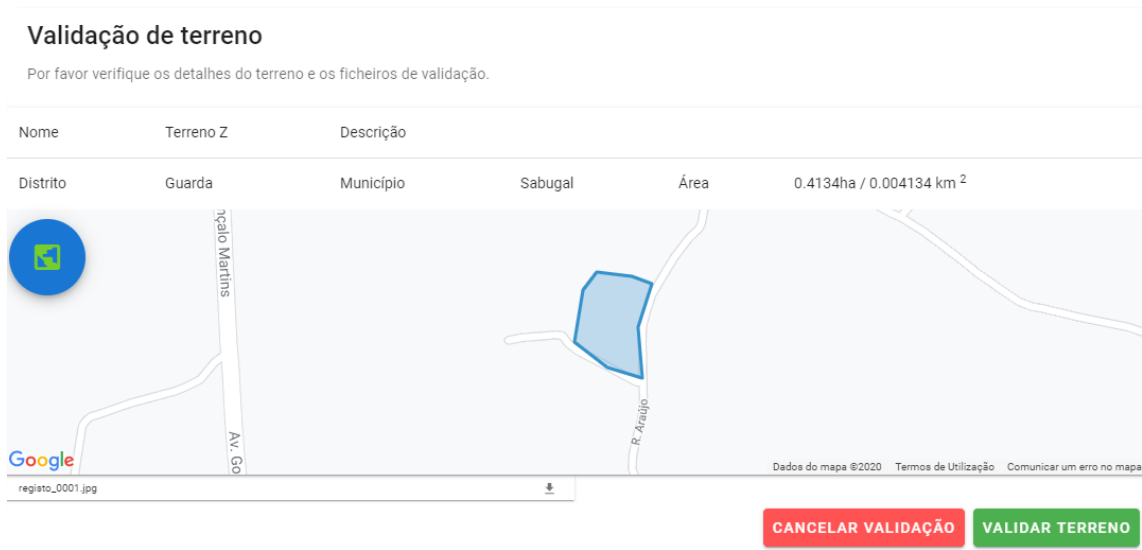 Validação de terreno
Por favor verifique os detalhes do terreno e os ficheiros de validação.
Nome Terreno Z Descrição
Distrito Guarda Município Sabugal Área 0.4134ha / 0.004134 km 2
nçalo Martins
Av. Go
R. Araújo
Google
Dados do mapa ©2020 Termos de Utilização Comunicar um erro no mapa
registo_0001.jpg
CANCELAR VALIDAÇÃO VALIDAR TERRENO